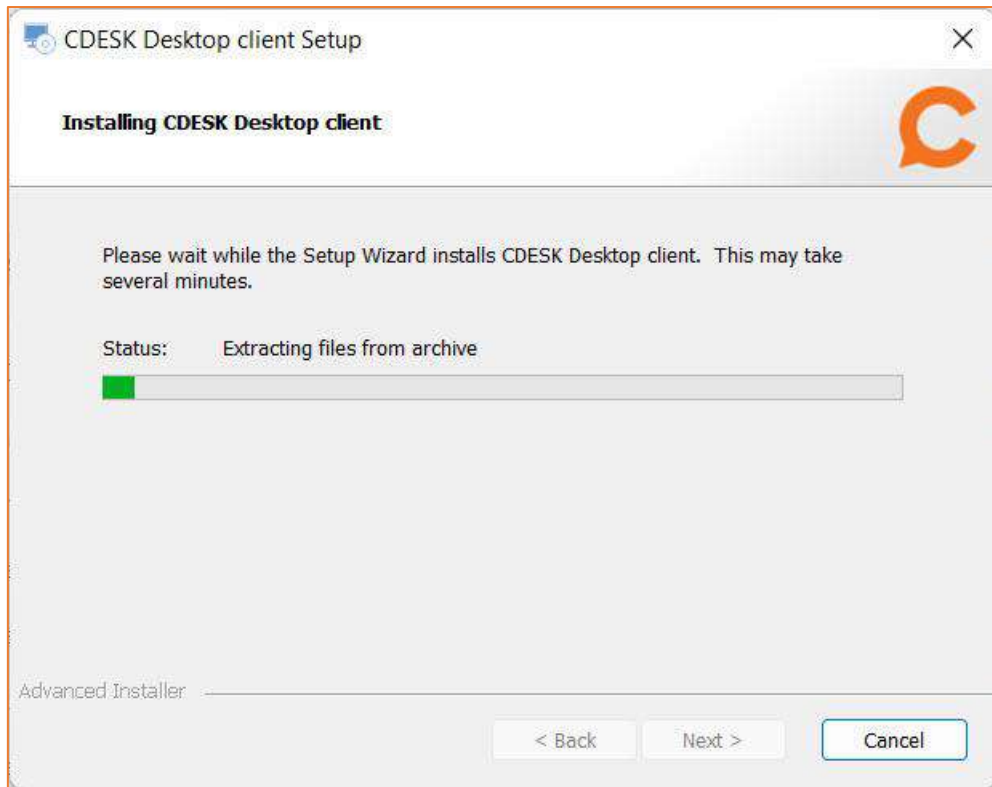 CDESK Desktop client Setup
Installing CDESK Desktop client
Please wait while the Setup Wizard installs CDESK Desktop client. This may take
several minutes.
Status: Extracting files from archive
Advanced Installer
< Back Next > Cancel